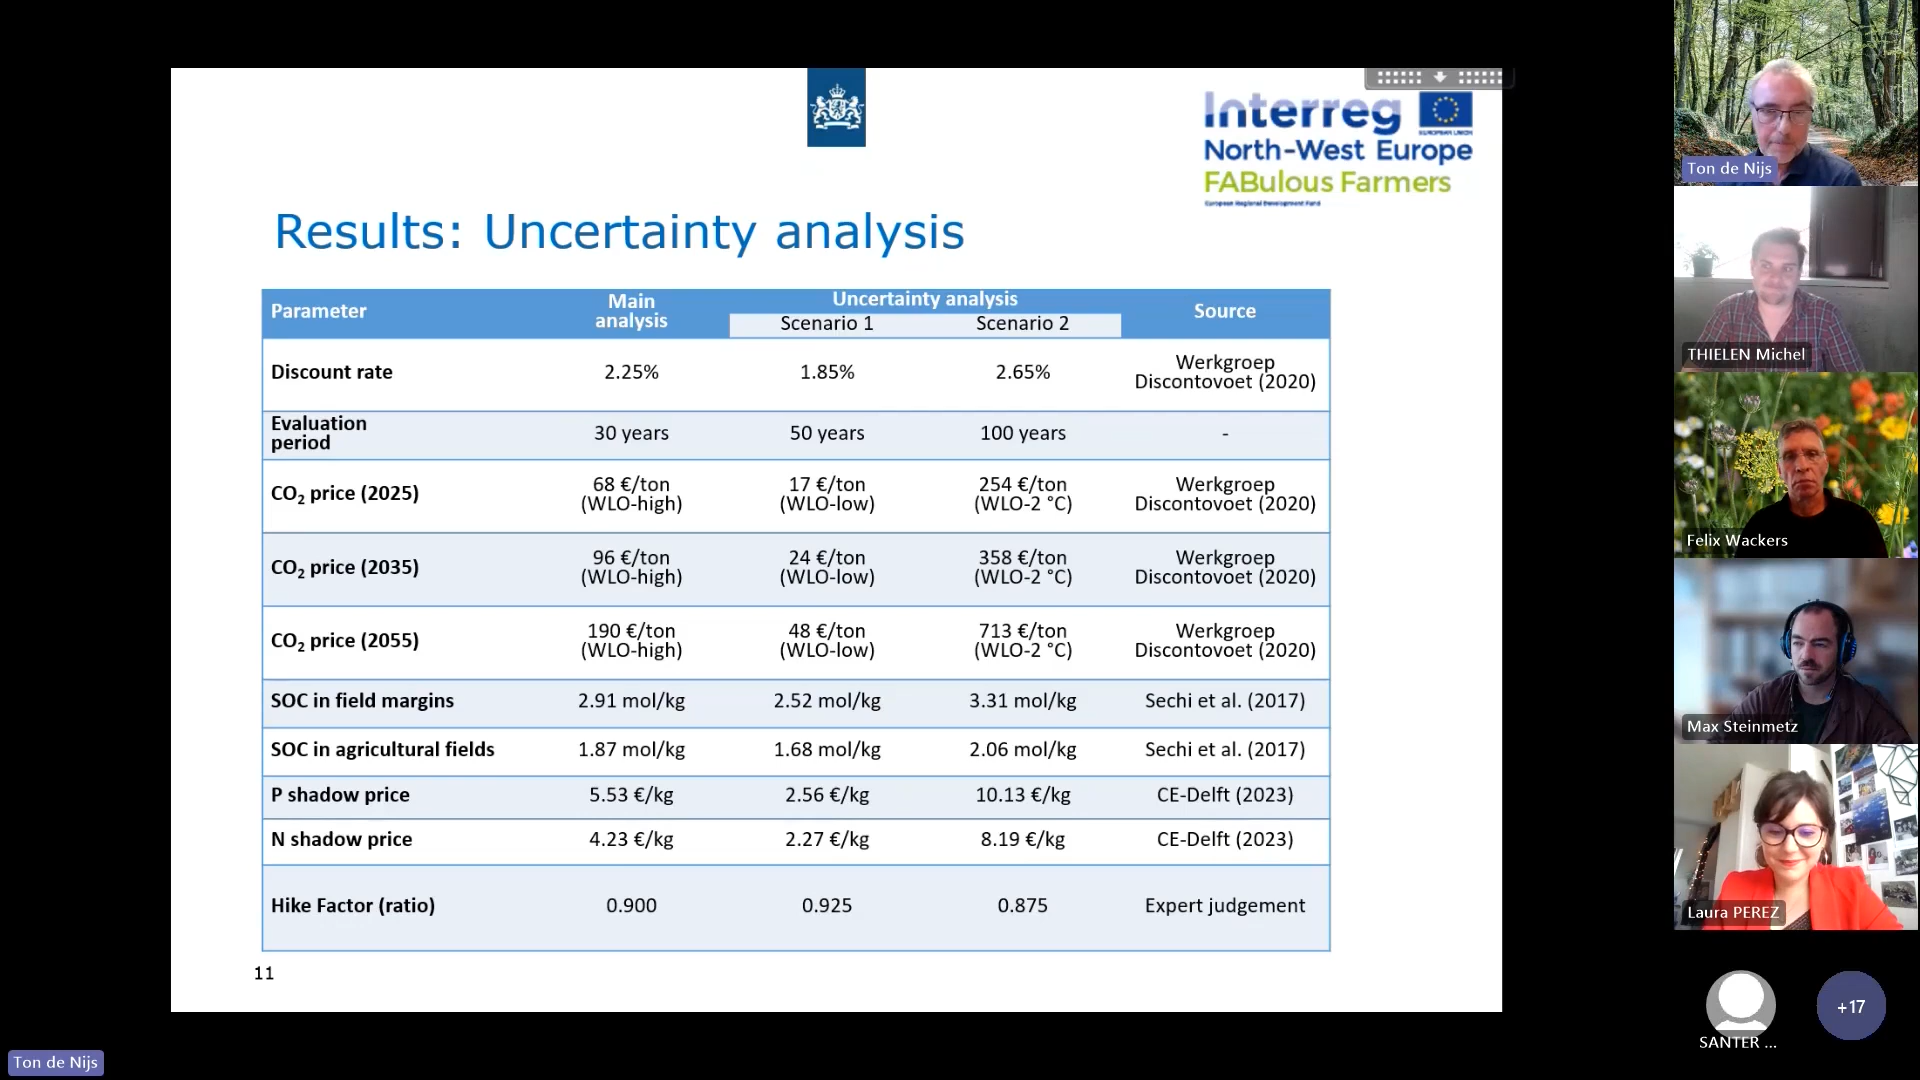 Interreg
EUROPEAN UNION
North-West Europe
FABulous Farmers
European Regional Development Fund
Results: Uncertainty analysis
Parameter
Main
analysis
Uncertainty analysis
Scenario 1
Scenario 2
Source
Discount rate
2.25%
1.85%
2.65%
Werkgroep
Discontovoet (2020)
Evaluation
period
30 years
50 years
100 years
-
CO₂ price (2025)
68 €/ton
(WLO-high)
17 €/ton
(WLO-low)
254 €/ton
(WLO-2 °C)
Werkgroep
Discontovoet (2020)
CO₂ price (2035)
96 €/ton
(WLO-high)
24 €/ton
(WLO-low)
358 €/ton
(WLO-2 °C)
Werkgroep
Discontovoet (2020)
CO₂ price (2055)
190 €/ton
(WLO-high)
48 €/ton
(WLO-low)
713 €/ton
(WLO-2 °C)
Werkgroep
Discontovoet (2020)
SOC in field margins
2.91 mol/kg
2.52 mol/kg
3.31 mol/kg
Sechi et al. (2017)
SOC in agricultural fields
1.87 mol/kg
1.68 mol/kg
2.06 mol/kg
Sechi et al. (2017)
P shadow price
5.53 €/kg
2.56 €/kg
10.13 €/kg
CE-Delft (2023)
N shadow price
4.23 €/kg
2.27 €/kg
8.19 €/kg
CE-Delft (2023)
Hike Factor (ratio)
0.900
0.925
0.875
Expert judgement
11
Ton de Nijs
Ton de Nijs
THIELEN Michel
Felix Wackers
Max Steinmetz
Laura PEREZ
SANTER ...
+17